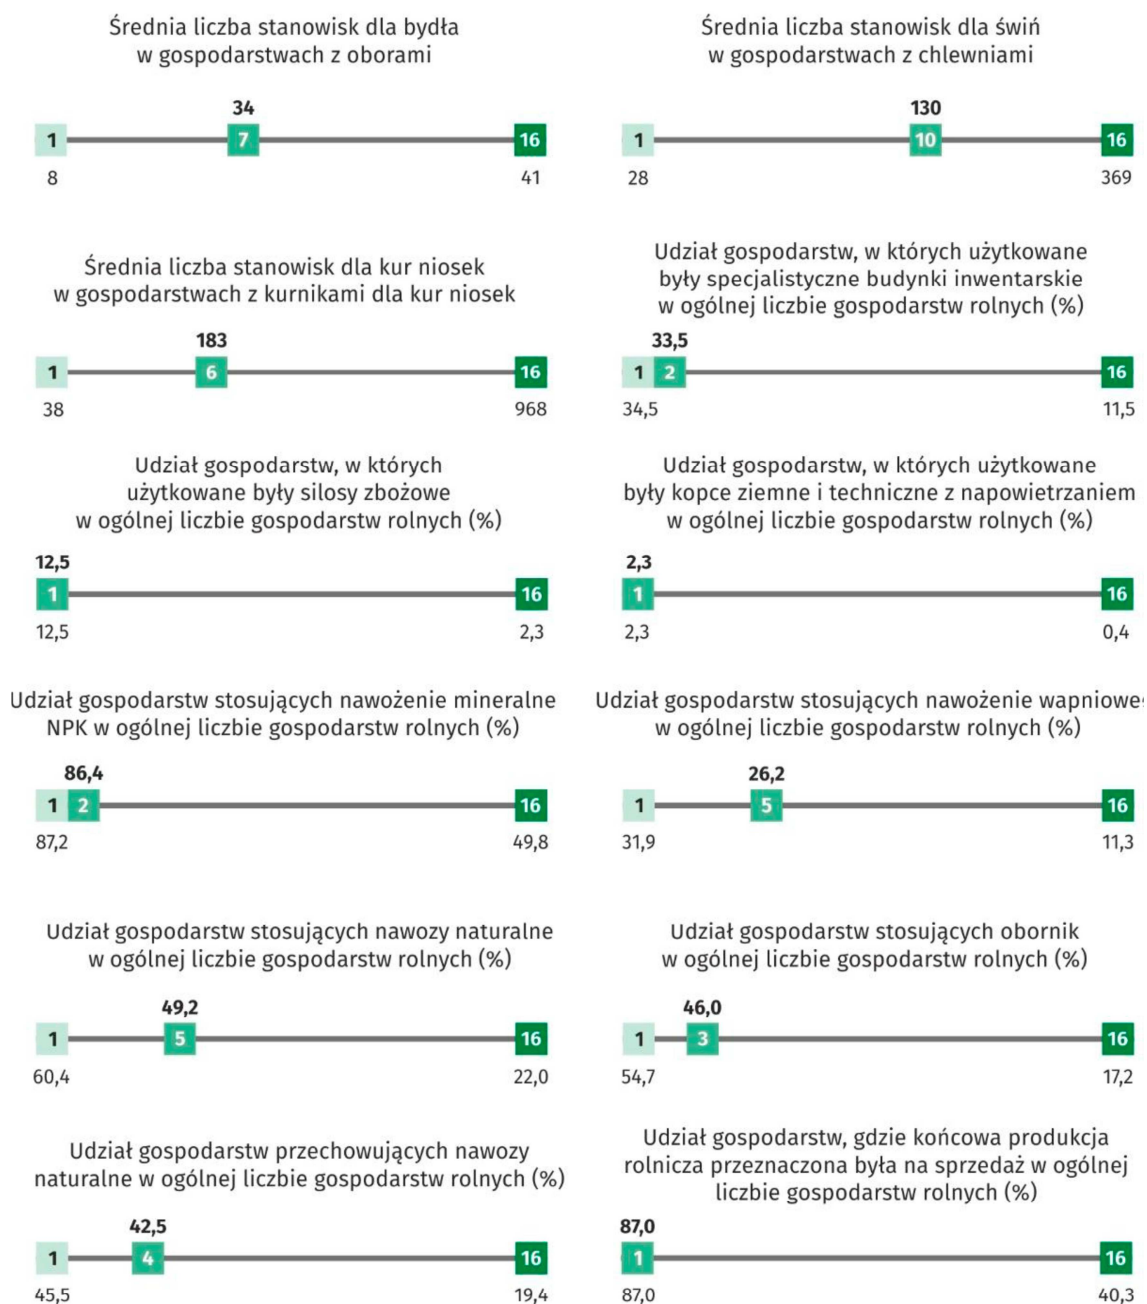 Średnia liczba stanowisk dla bydła
w gospodarstwach z oborami
34
1 7 16
8 41
Średnia liczba stanowisk dla świń
w gospodarstwach z chlewniami
130
1 10 16
28 369
Średnia liczba stanowisk dla kur niosek
w gospodarstwach z kurnikami dla kur niosek
183
1 6 16
38 968
Udział gospodarstw, w których użytkowane
były specjalistyczne budynki inwentarskie
w ogólnej liczbie gospodarstw rolnych (%)
33,5
1 2 16
34,5 11,5
Udział gospodarstw, w których
użytkowane były silosy zbożowe
w ogólnej liczbie gospodarstw rolnych (%)
12,5
1 16
12,5 2,3
Udział gospodarstw, w których użytkowane
były kopce ziemne i techniczne z napowietrzaniem
w ogólnej liczbie gospodarstw rolnych (%)
2,3
1 16
2,3 0,4
Udział gospodarstw stosujących nawożenie mineralne
NPK w ogólnej liczbie gospodarstw rolnych (%)
86,4
1 2 16
87,2 49,8
Udział gospodarstw stosujących nawożenie wapniowe
w ogólnej liczbie gospodarstw rolnych (%)
26,2
1 5 16
31,9 11,3
Udział gospodarstw stosujących nawozy naturalne
w ogólnej liczbie gospodarstw rolnych (%)
49,2
1 5 16
60,4 22,0
Udział gospodarstw stosujących obornik
w ogólnej liczbie gospodarstw rolnych (%)
46,0
1 3 16
54,7 17,2
Udział gospodarstw przechowujących nawozy
naturalne w ogólnej liczbie gospodarstw rolnych (%)
42,5
1 4 16
45,5 19,4
Udział gospodarstw, gdzie końcowa produkcja
rolnicza przeznaczona była na sprzedaż w ogólnej
liczbie gospodarstw rolnych (%)
87,0
1 16
87,0 40,3